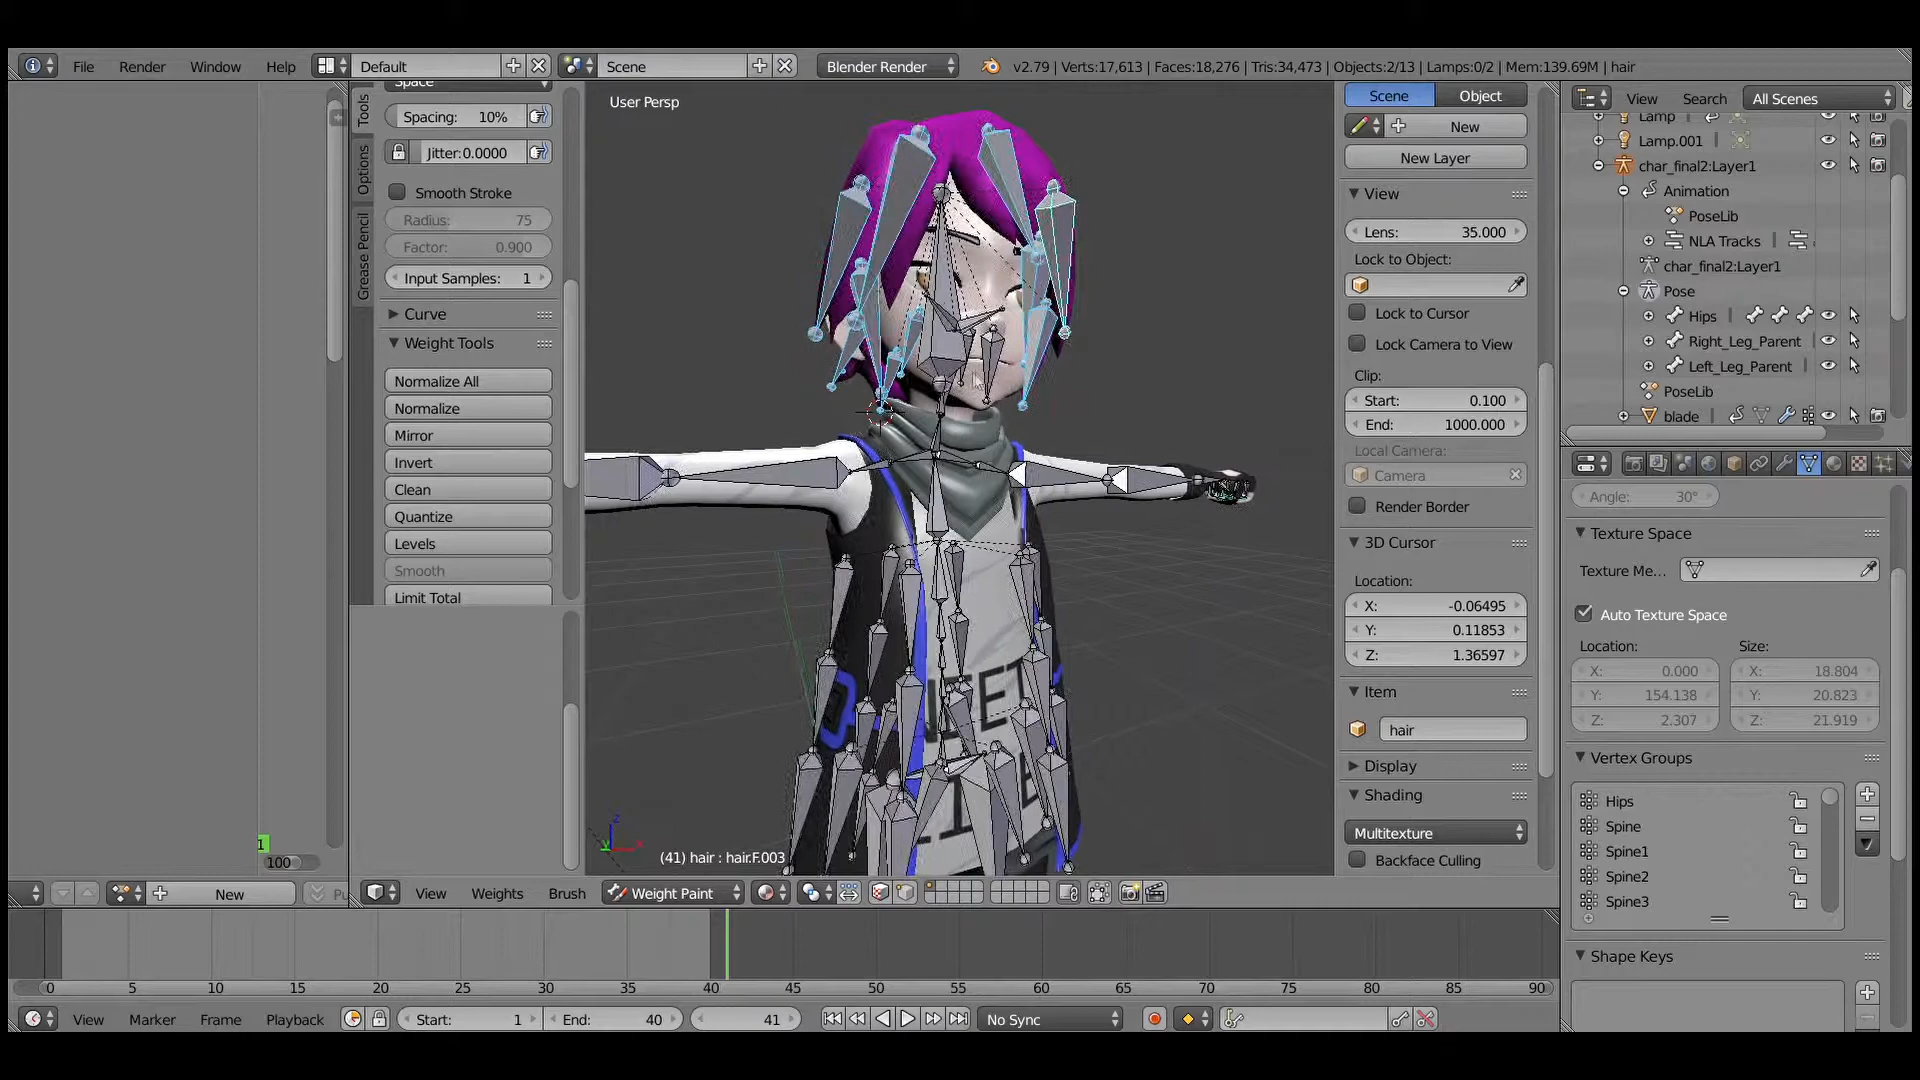 File Render Window Help Default Scene Blender Render v2.79 | Verts:17,613 | Faces:18,276 | Tris:34,473 | Objects:2/13 | Lamps:0/2 | Mem:139.69M | hair
Space
Spacing: 10%
Jitter:0.0000
Smooth Stroke
Radius: 75
Factor: 0.900
Input Samples: 1
Curve
Weight Tools
Normalize All
Normalize
Mirror
Invert
Clean
Quantize
Levels
Smooth
Limit Total
Tools
Options
Grease Pencil
User Persp
(41) hair : hair.F.003
Scene Object
New
New Layer
View
Lens: 35.000
Lock to Object:
Lock to Cursor
Lock Camera to View
Clip:
Start: 0.100
End: 1000.000
Local Camera:
Camera
Render Border
3D Cursor
Location:
X: -0.06495
Y: 0.11853
Z: 1.36597
Item
hair
Display
Shading
Multitexture
Backface Culling
View Search All Scenes
Lamp
Lamp.001
char_final2:Layer1
Animation
PoseLib
NLA Tracks
char_final2:Layer1
Pose
Hips
Right_Leg_Parent
Left_Leg_Parent
PoseLib
blade
Angle: 30°
Texture Space
Texture Me...
Auto Texture Space
Location: Size:
X: 0.000 X: 18.804
Y: 154.138 Y: 20.823
Z: 2.307 Z: 21.919
Vertex Groups
Hips
Spine
Spine1
Spine2
Spine3
Shape Keys
1
100
New
View Weights Brush Weight Paint
0 5 10 15 20 25 30 35 40 45 50 55 60 65 70 75 80 85 90
View Marker Frame Playback Start: 1 End: 40 41 No Sync